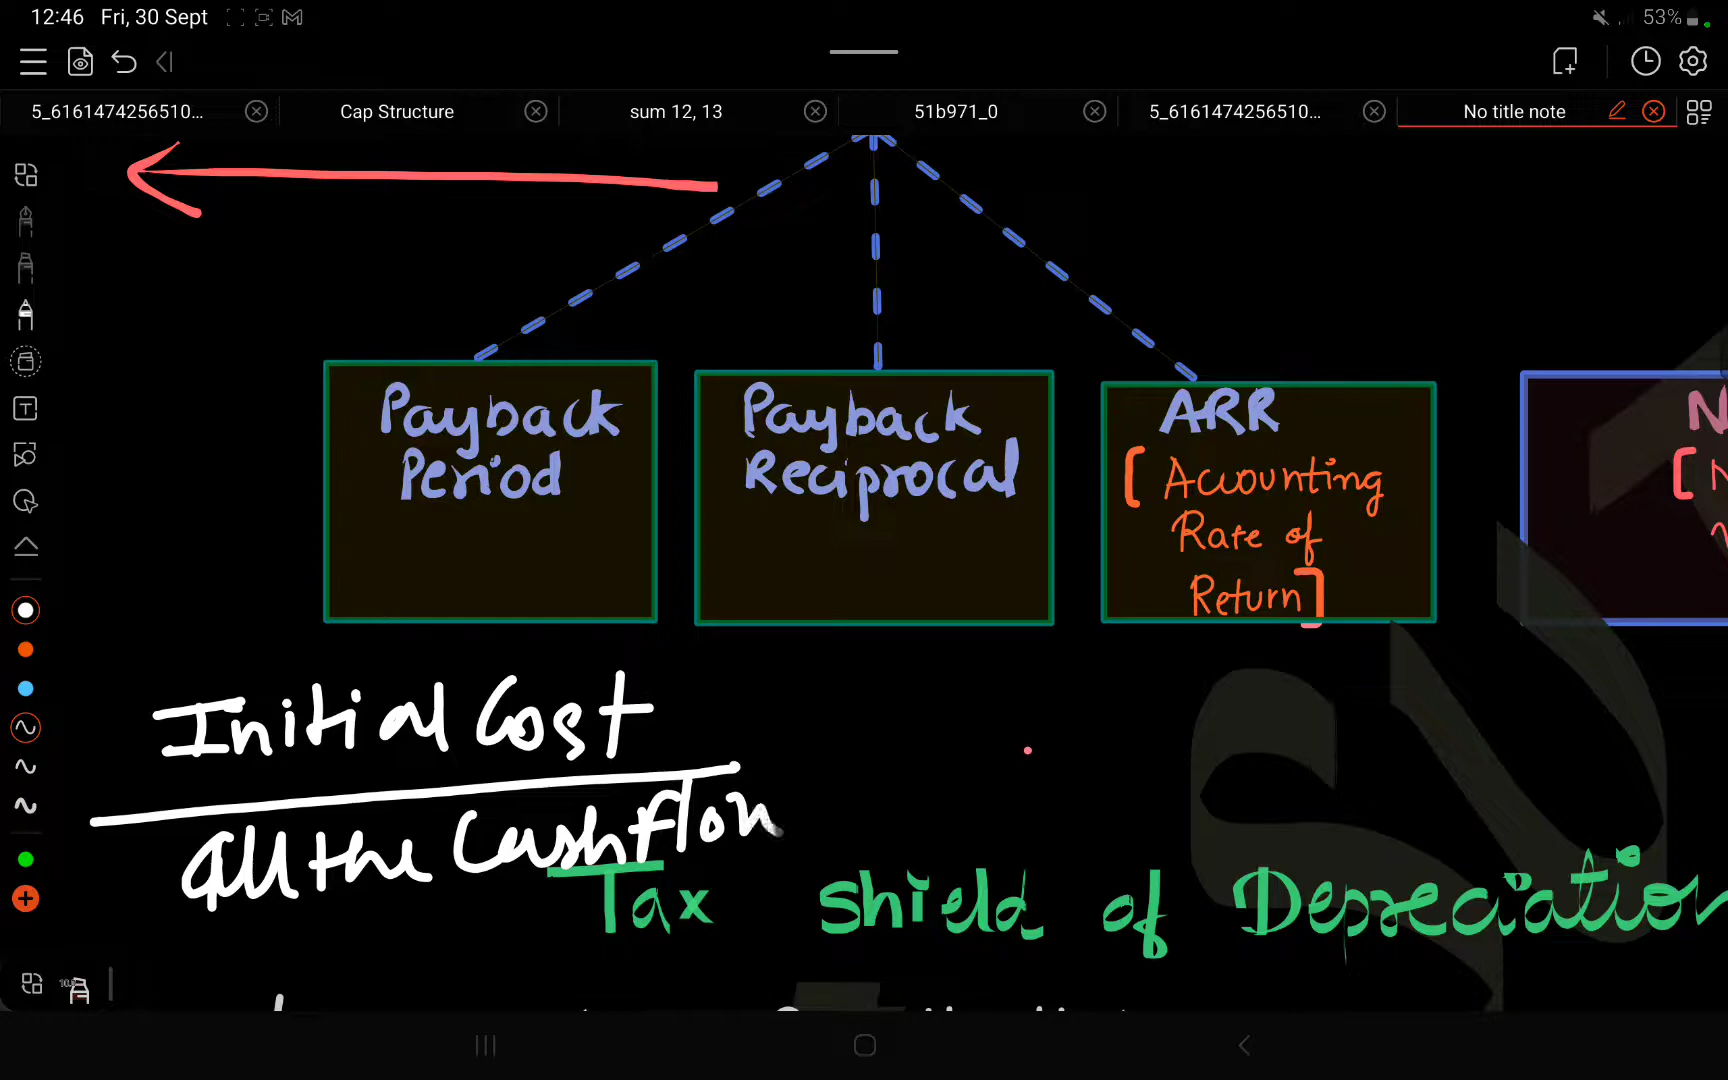 12:46 Fri, 30 Sept
53%
5_6161474256510...
Cap Structure
sum 12, 13
51b971_0
5_6161474256510...
No title note
Payback
Period
Payback
Reciprocal
ARR
[Accounting
Rate of
Return]
N
[N
Initial Cost
All the Cashflow
Tax Shield of Depreciation